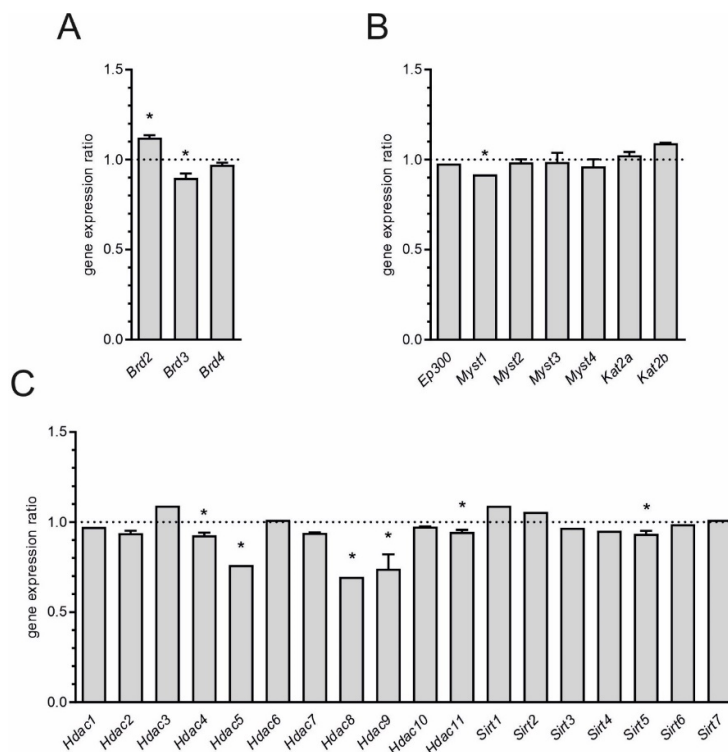 A
gene expression ratio
1.5
1.0
0.5
0.0
*
*
Brd2
Brd3
Brd4
B
gene expression ratio
1.5
1.0
0.5
0.0
*
Ep300
Myst1
Myst2
Myst3
Myst4
Kat2a
Kat2b
C
gene expression ratio
1.5
1.0
0.5
0.0
*
*
*
*
*
*
Hdac1
Hdac2
Hdac3
Hdac4
Hdac5
Hdac6
Hdac7
Hdac8
Hdac9
Hdac10
Hdac11
Sirt1
Sirt2
Sirt3
Sirt4
Sirt5
Sirt6
Sirt7